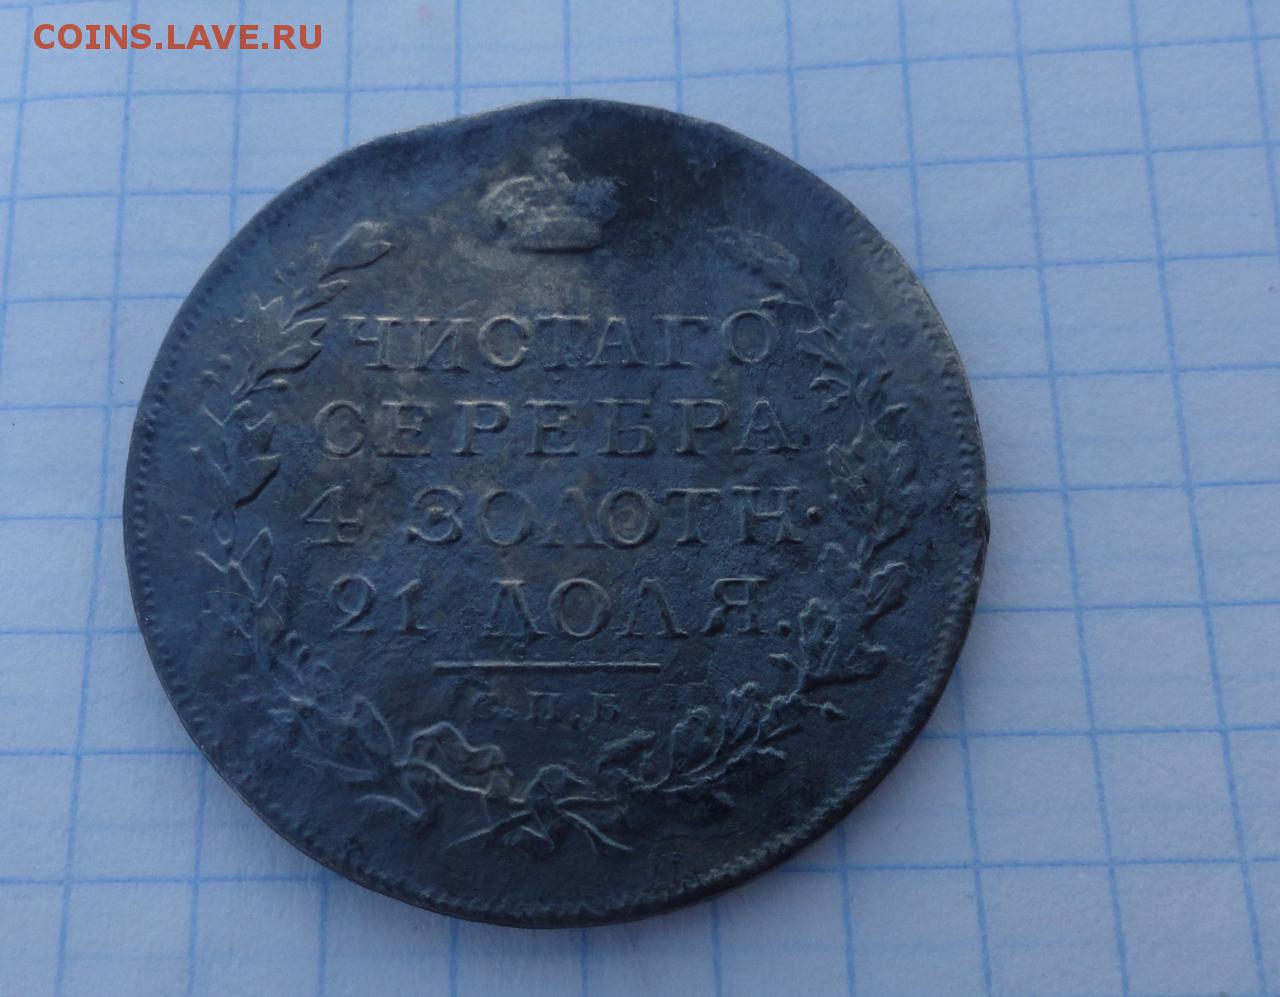 COINS.LAVE.RU
ЧИСТАГО
СЕРЕБРА.
4 ЗОЛОТН.
21 ДОЛЯ.
С.П.Б